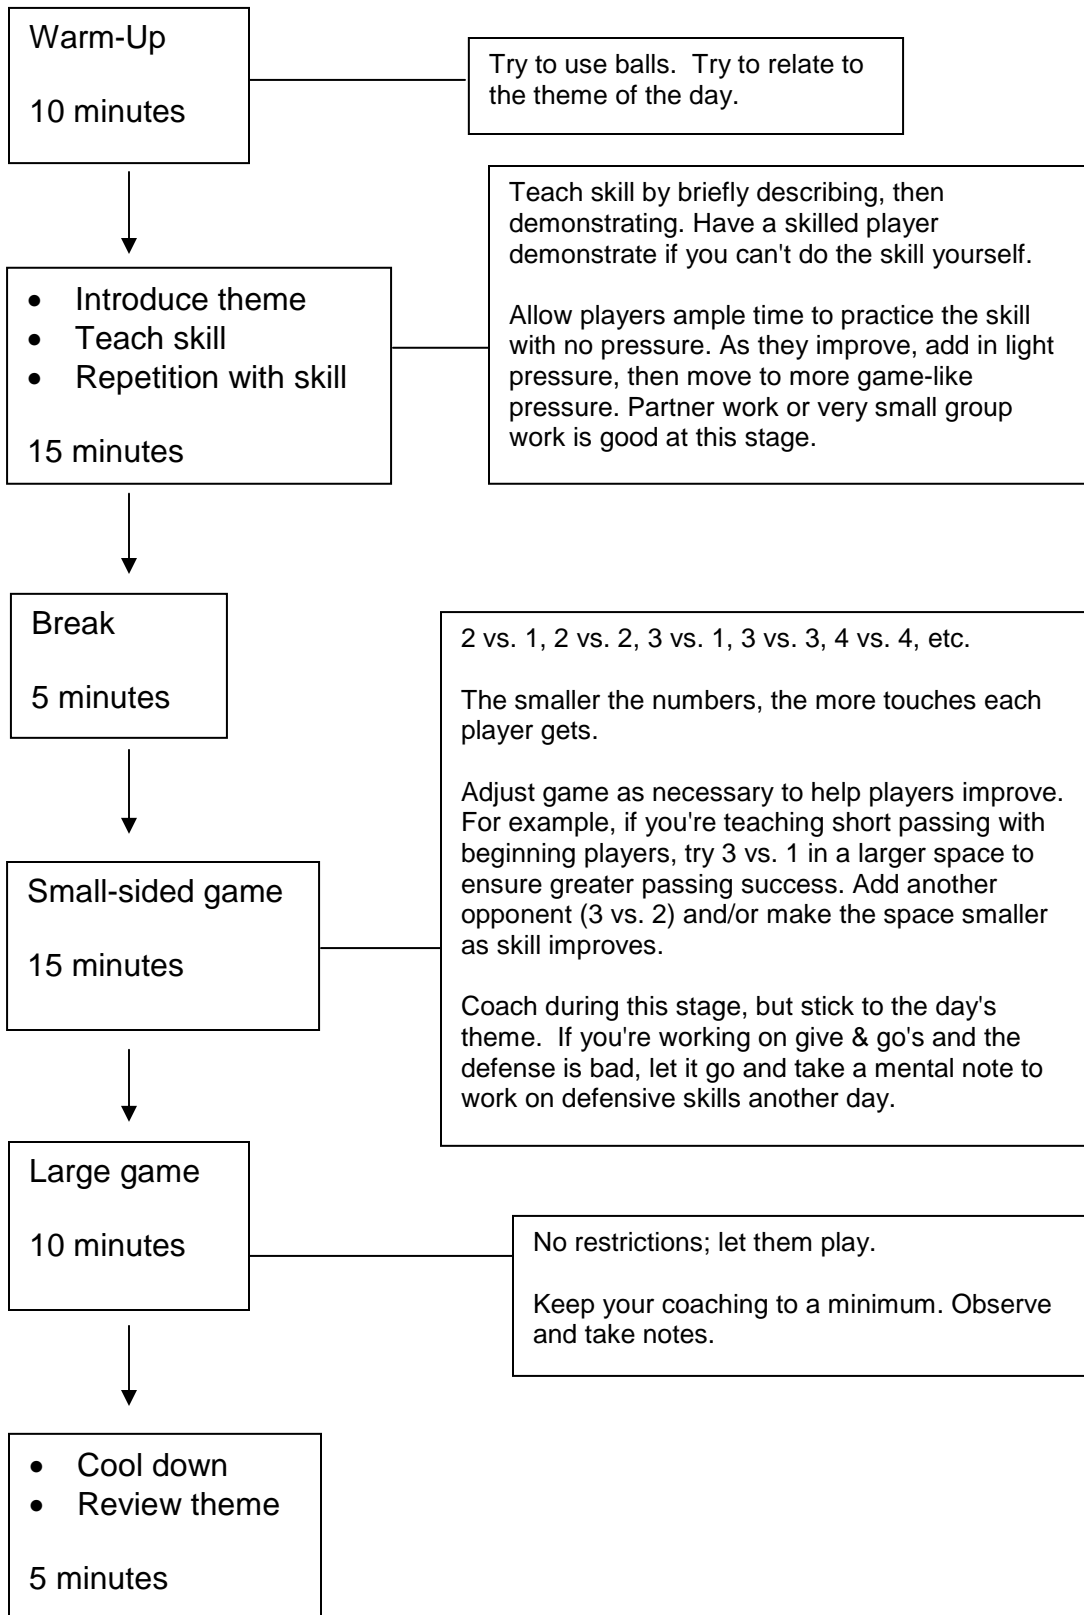 Warm-Up
10 minutes
Try to use balls.  Try to relate to
the theme of the day.
• Introduce theme
• Teach skill
• Repetition with skill
15 minutes
Teach skill by briefly describing, then
demonstrating. Have a skilled player
demonstrate if you can't do the skill yourself.
Allow players ample time to practice the skill
with no pressure. As they improve, add in light
pressure, then move to more game-like
pressure. Partner work or very small group
work is good at this stage.
Break
5 minutes
Small-sided game
15 minutes
2 vs. 1, 2 vs. 2, 3 vs. 1, 3 vs. 3, 4 vs. 4, etc.
The smaller the numbers, the more touches each
player gets.
Adjust game as necessary to help players improve.
For example, if you're teaching short passing with
beginning players, try 3 vs. 1 in a larger space to
ensure greater passing success. Add another
opponent (3 vs. 2) and/or make the space smaller
as skill improves.
Coach during this stage, but stick to the day's
theme.  If you're working on give & go's and the
defense is bad, let it go and take a mental note to
work on defensive skills another day.
Large game
10 minutes
No restrictions; let them play.
Keep your coaching to a minimum. Observe
and take notes.
• Cool down
• Review theme
5 minutes